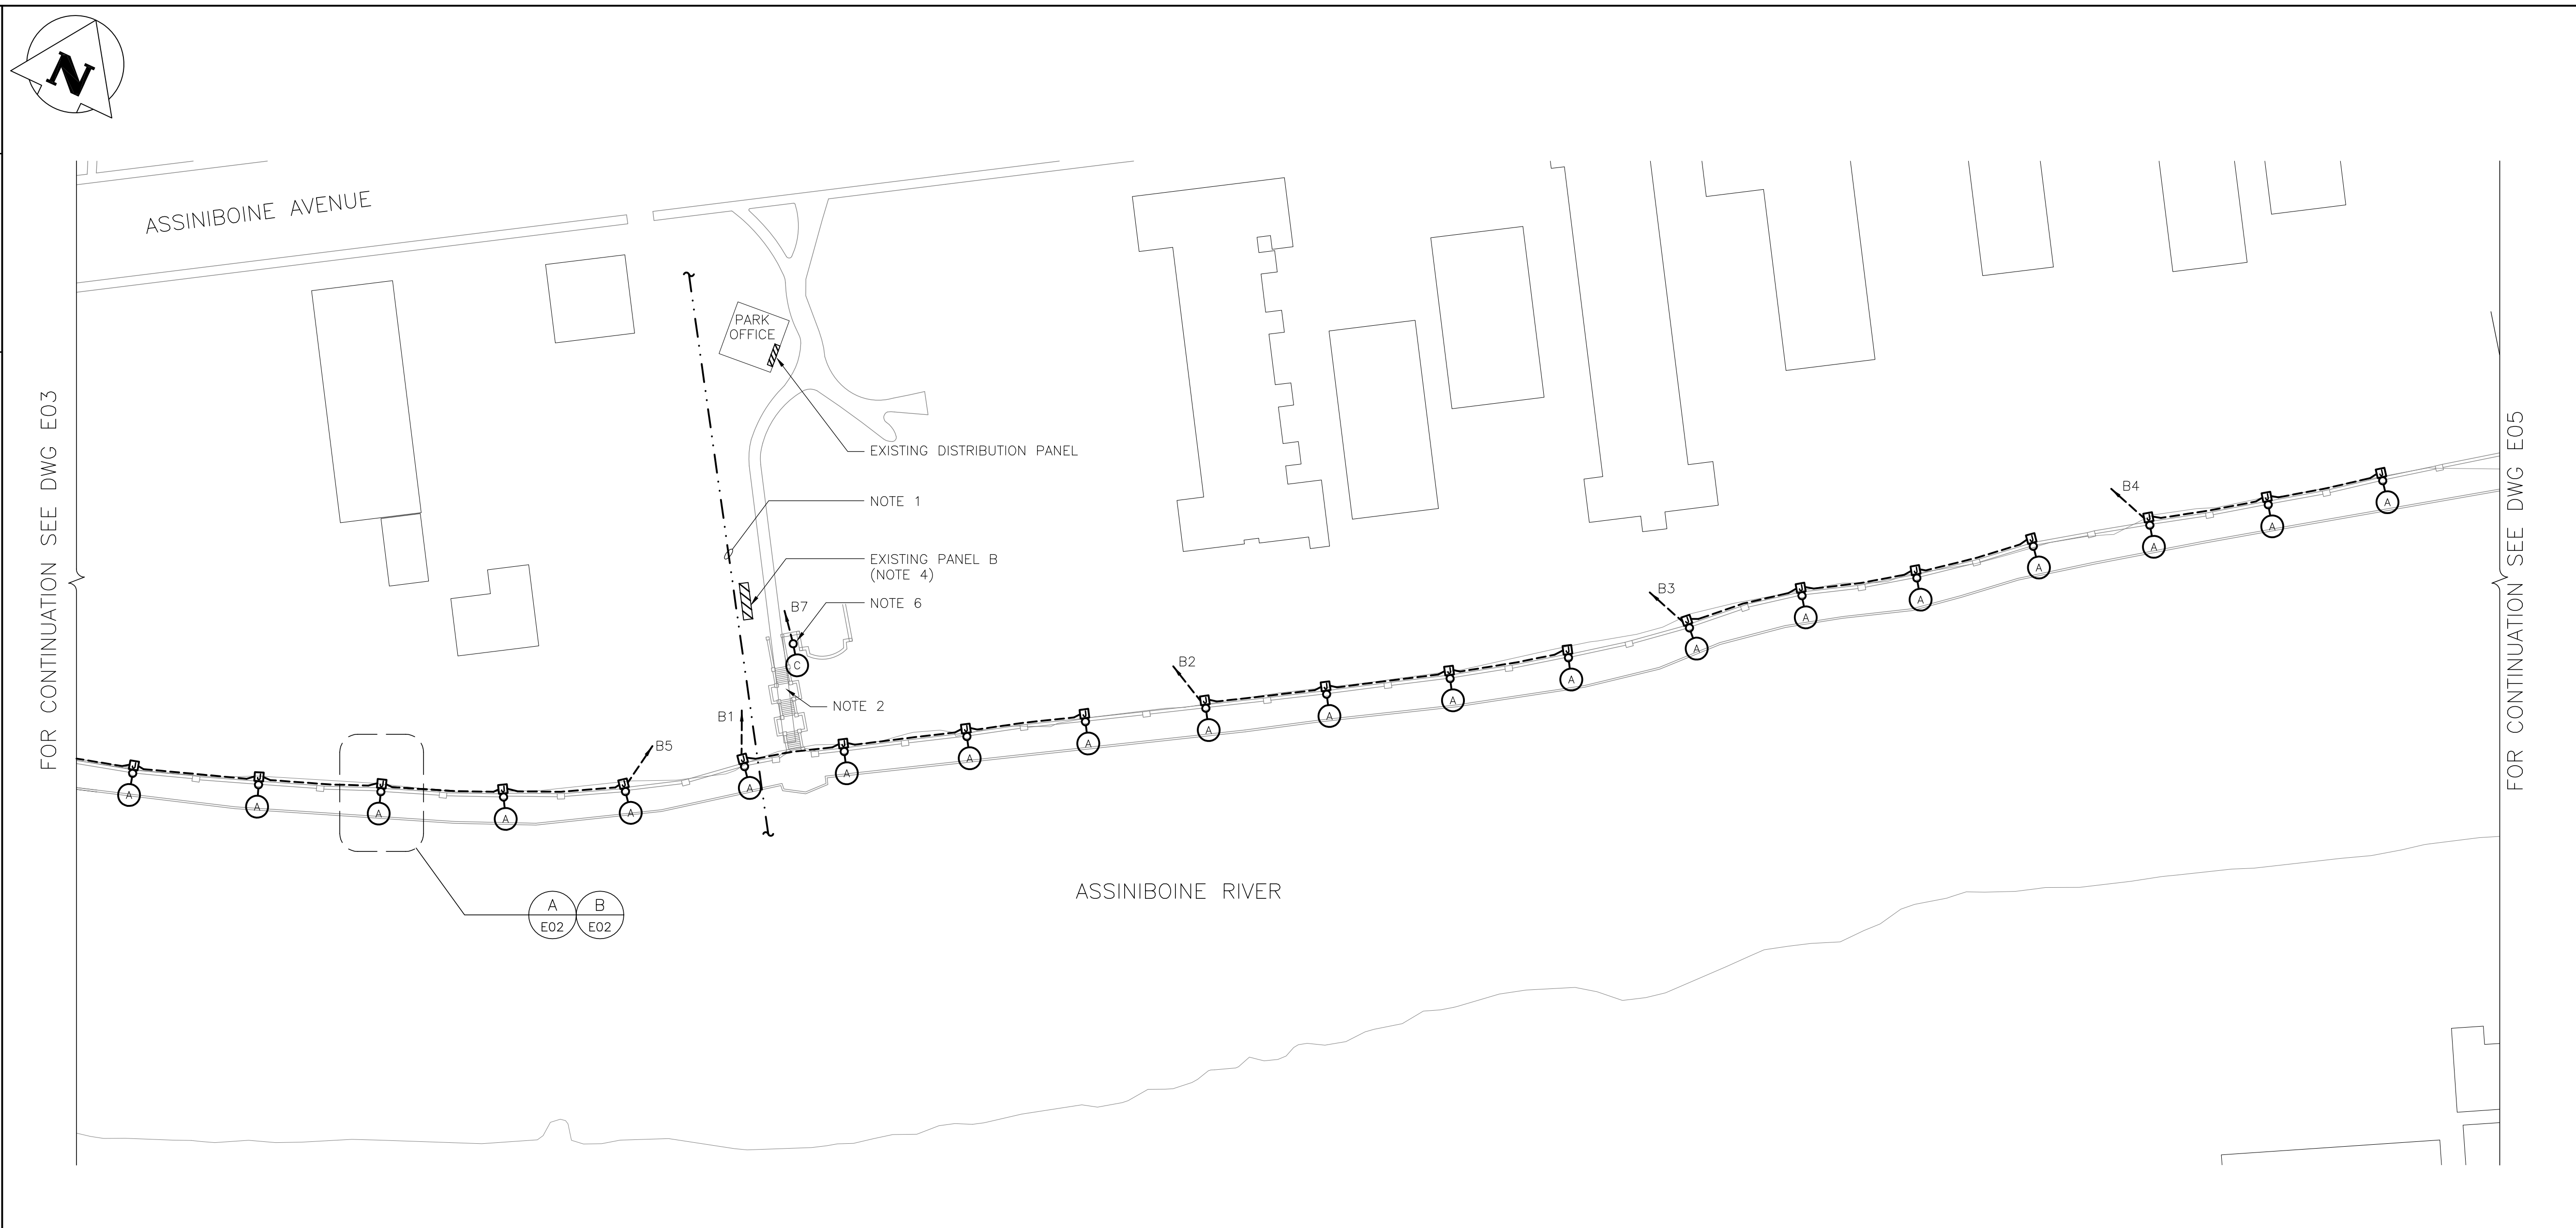 N
ASSINIBOINE AVENUE
PARK
OFFICE
FOR CONTINUATION SEE DWG E03
FOR CONTINUATION SEE DWG E05
EXISTING DISTRIBUTION PANEL
NOTE 1
EXISTING PANEL B
(NOTE 4)
NOTE 6
B7
C
NOTE 2
B4
J
J
J
A
A
A
B3
J
J
J
J
A
A
A
A
B2
J
J
J
J
A
A
A
A
B1
J
J
J
J
A
A
A
A
B5
J
J
J
J
J
A
A
A
A
A
ASSINIBOINE RIVER
A
E02
B
E02